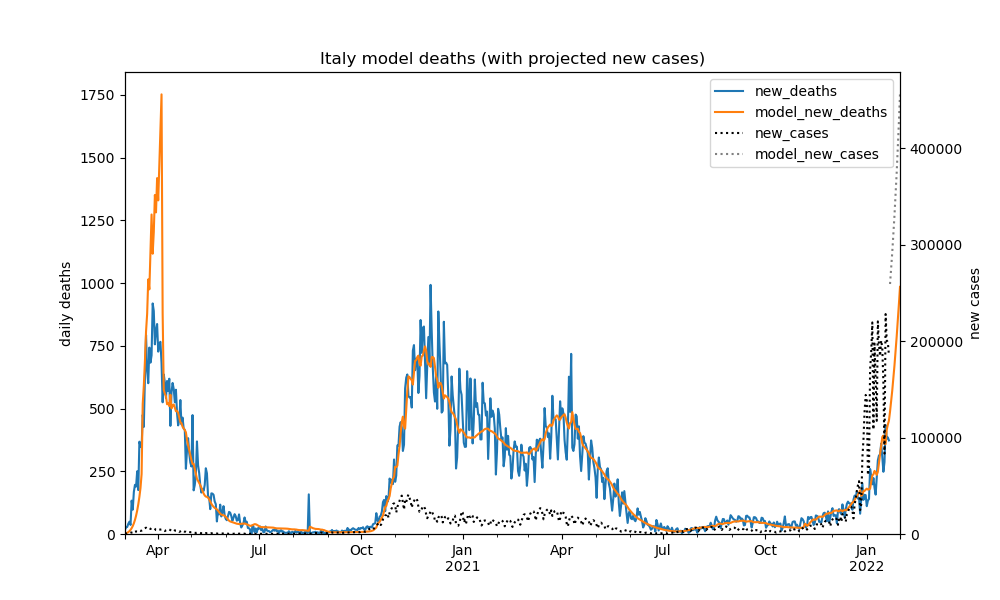 Italy model deaths (with projected new cases)
new_deaths
model_new_deaths
new_cases
model_new_cases
daily deaths
1750
1500
1250
1000
750
500
250
0
400000
300000
200000
100000
0
new cases
Apr
Jul
Oct
Jan
2021
Apr
Jul
Oct
Jan
2022